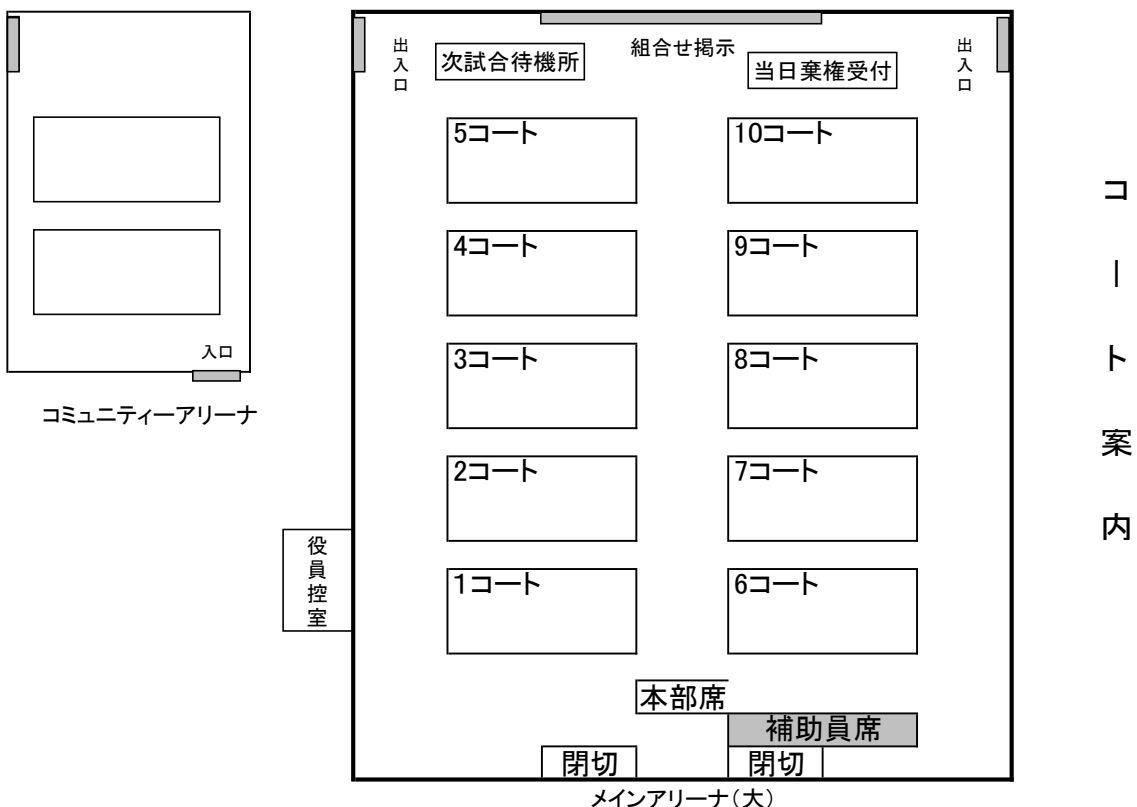 出入口
次試合待機所
組合せ掲示
当日棄権受付
出入口
5コート
10コート
4コート
9コート
3コート
8コート
2コート
7コート
1コート
6コート
入口
コミュニティーアリーナ
役員控室
本部席
補助員席
閉切
閉切
メインアリーナ(大)
コート案内